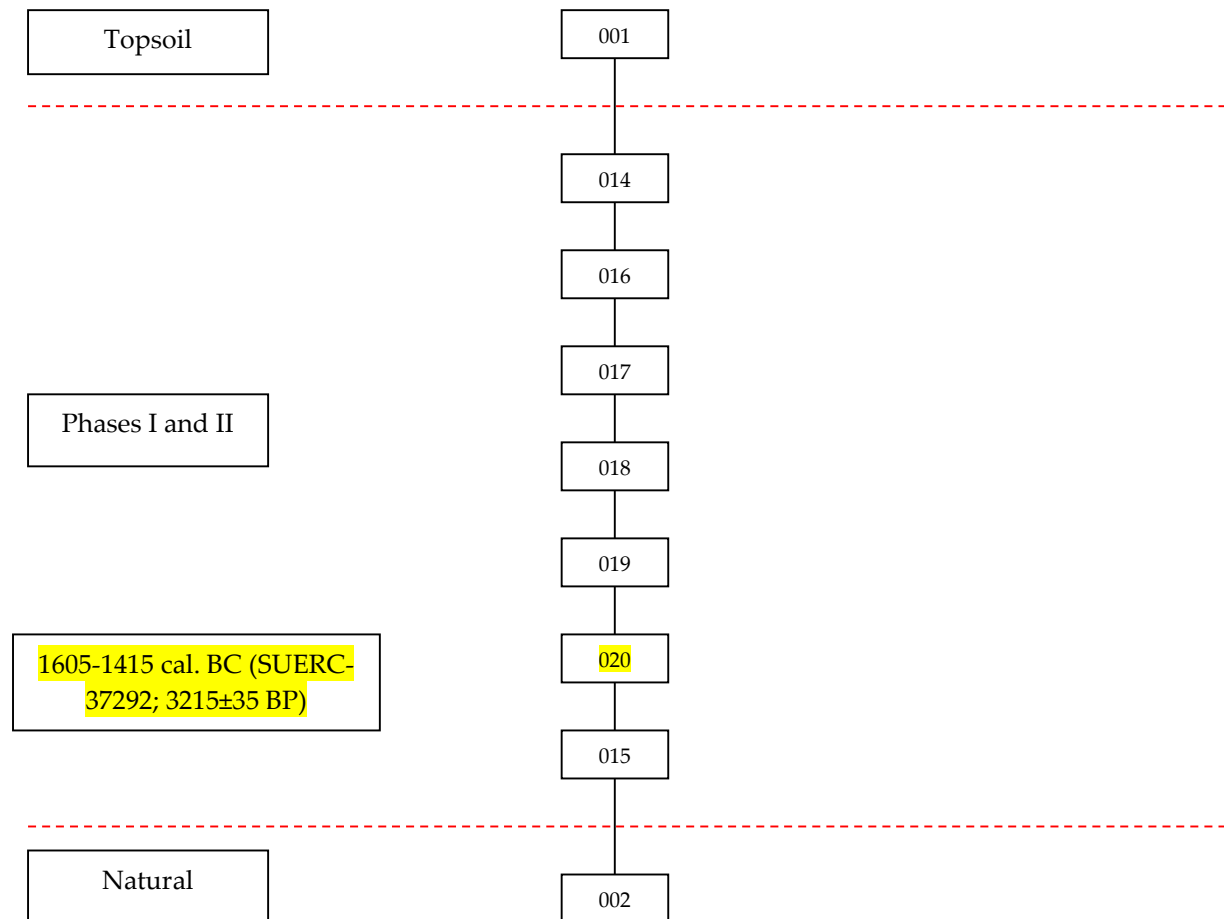 Topsoil
001
014
016
017
Phases I and II
018
019
1605-1415 cal. BC (SUERC-
37292; 3215±35 BP)
020
015
Natural
002